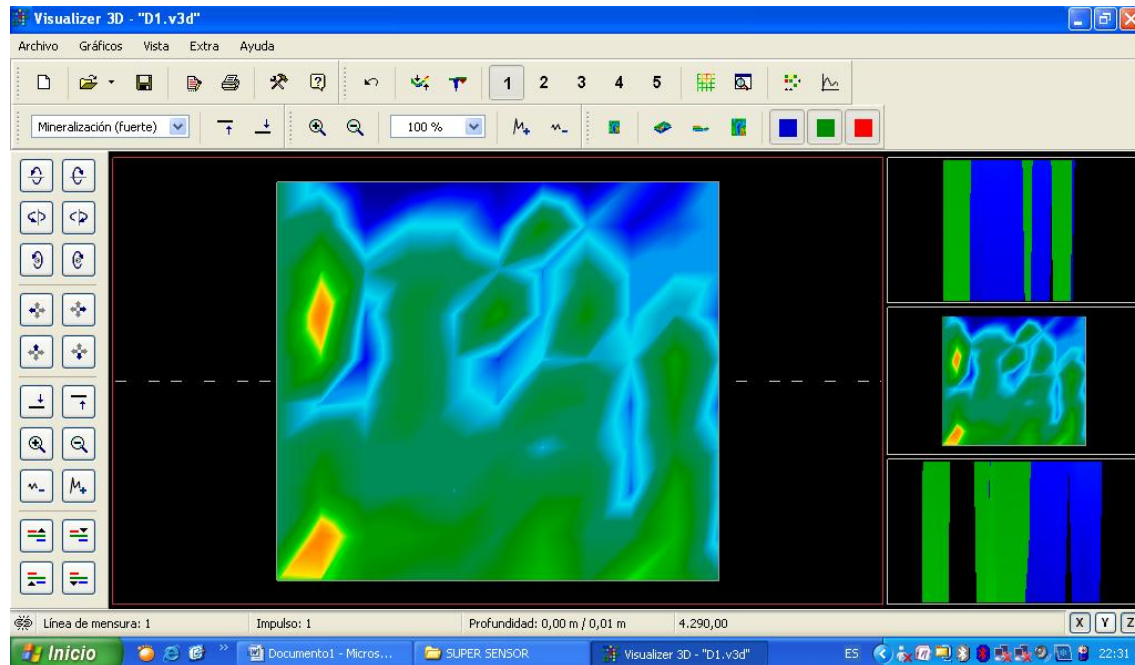 Visualizer 3D - "D1.v3d"
Archivo Gráficos Vista Extra Ayuda
1 2 3 4 5
Mineralización (fuerte) 100 %
Línea de mensura: 1 Impulso: 1 Profundidad: 0,00 m / 0,01 m 4.290,00 X Y Z
Inicio Documento1 - Micros... SUPER SENSOR Visualizer 3D - "D1.v3d" ES 22:31